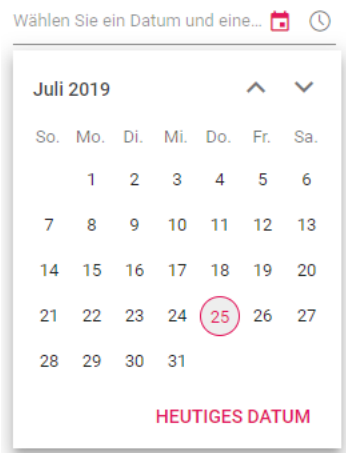 Wählen Sie ein Datum und eine…
Juli 2019
So. Mo. Di. Mi. Do. Fr. Sa.
1 2 3 4 5 6
7 8 9 10 11 12 13
14 15 16 17 18 19 20
21 22 23 24 25 26 27
28 29 30 31
HEUTIGES DATUM